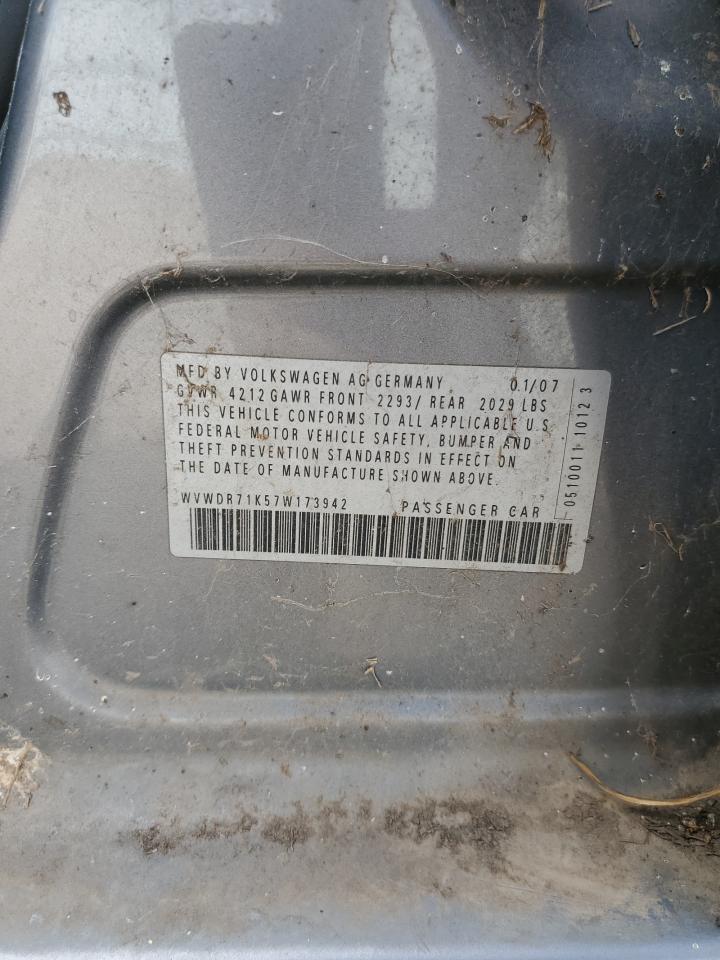 MFD BY VOLKSWAGEN AG GERMANY 01/07
GVWR 4212 GAWR FRONT 2293/ REAR 2029 LBS
THIS VEHICLE CONFORMS TO ALL APPLICABLE U.S
FEDERAL MOTOR VEHICLE SAFETY, BUMPER AND
THEFT PREVENTION STANDARDS IN EFFECT ON
THE DATE OF MANUFACTURE SHOWN ABOVE.
WVWDR71K57W173942 PASSENGER CAR
0510011 1012 3